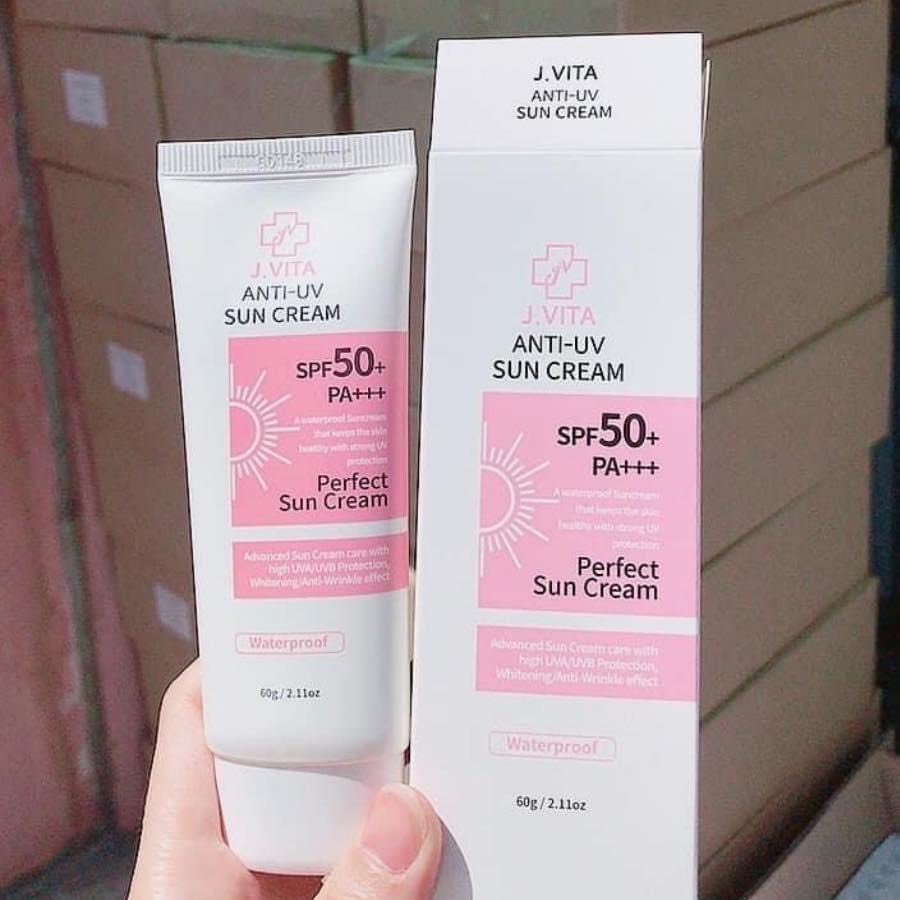 J.VITA
ANTI-UV
SUN CREAM
SPF50+
PA+++
A waterproof Suncream
that keeps the skin
healthy with strong UV
protection
Perfect
Sun Cream
Advanced Sun Cream care with
high UVA/UVB Protection,
Whitening/Anti-Wrinkle effect
Waterproof
60g / 2.11oz
J.VITA
ANTI-UV
SUN CREAM
J.VITA
ANTI-UV
SUN CREAM
SPF50+
PA+++
A waterproof Suncream
that keeps the skin
healthy with strong UV
protection
Perfect
Sun Cream
Advanced Sun Cream care with
high UVA/UVB Protection,
Whitening/Anti-Wrinkle effect
Waterproof
60g / 2.11oz